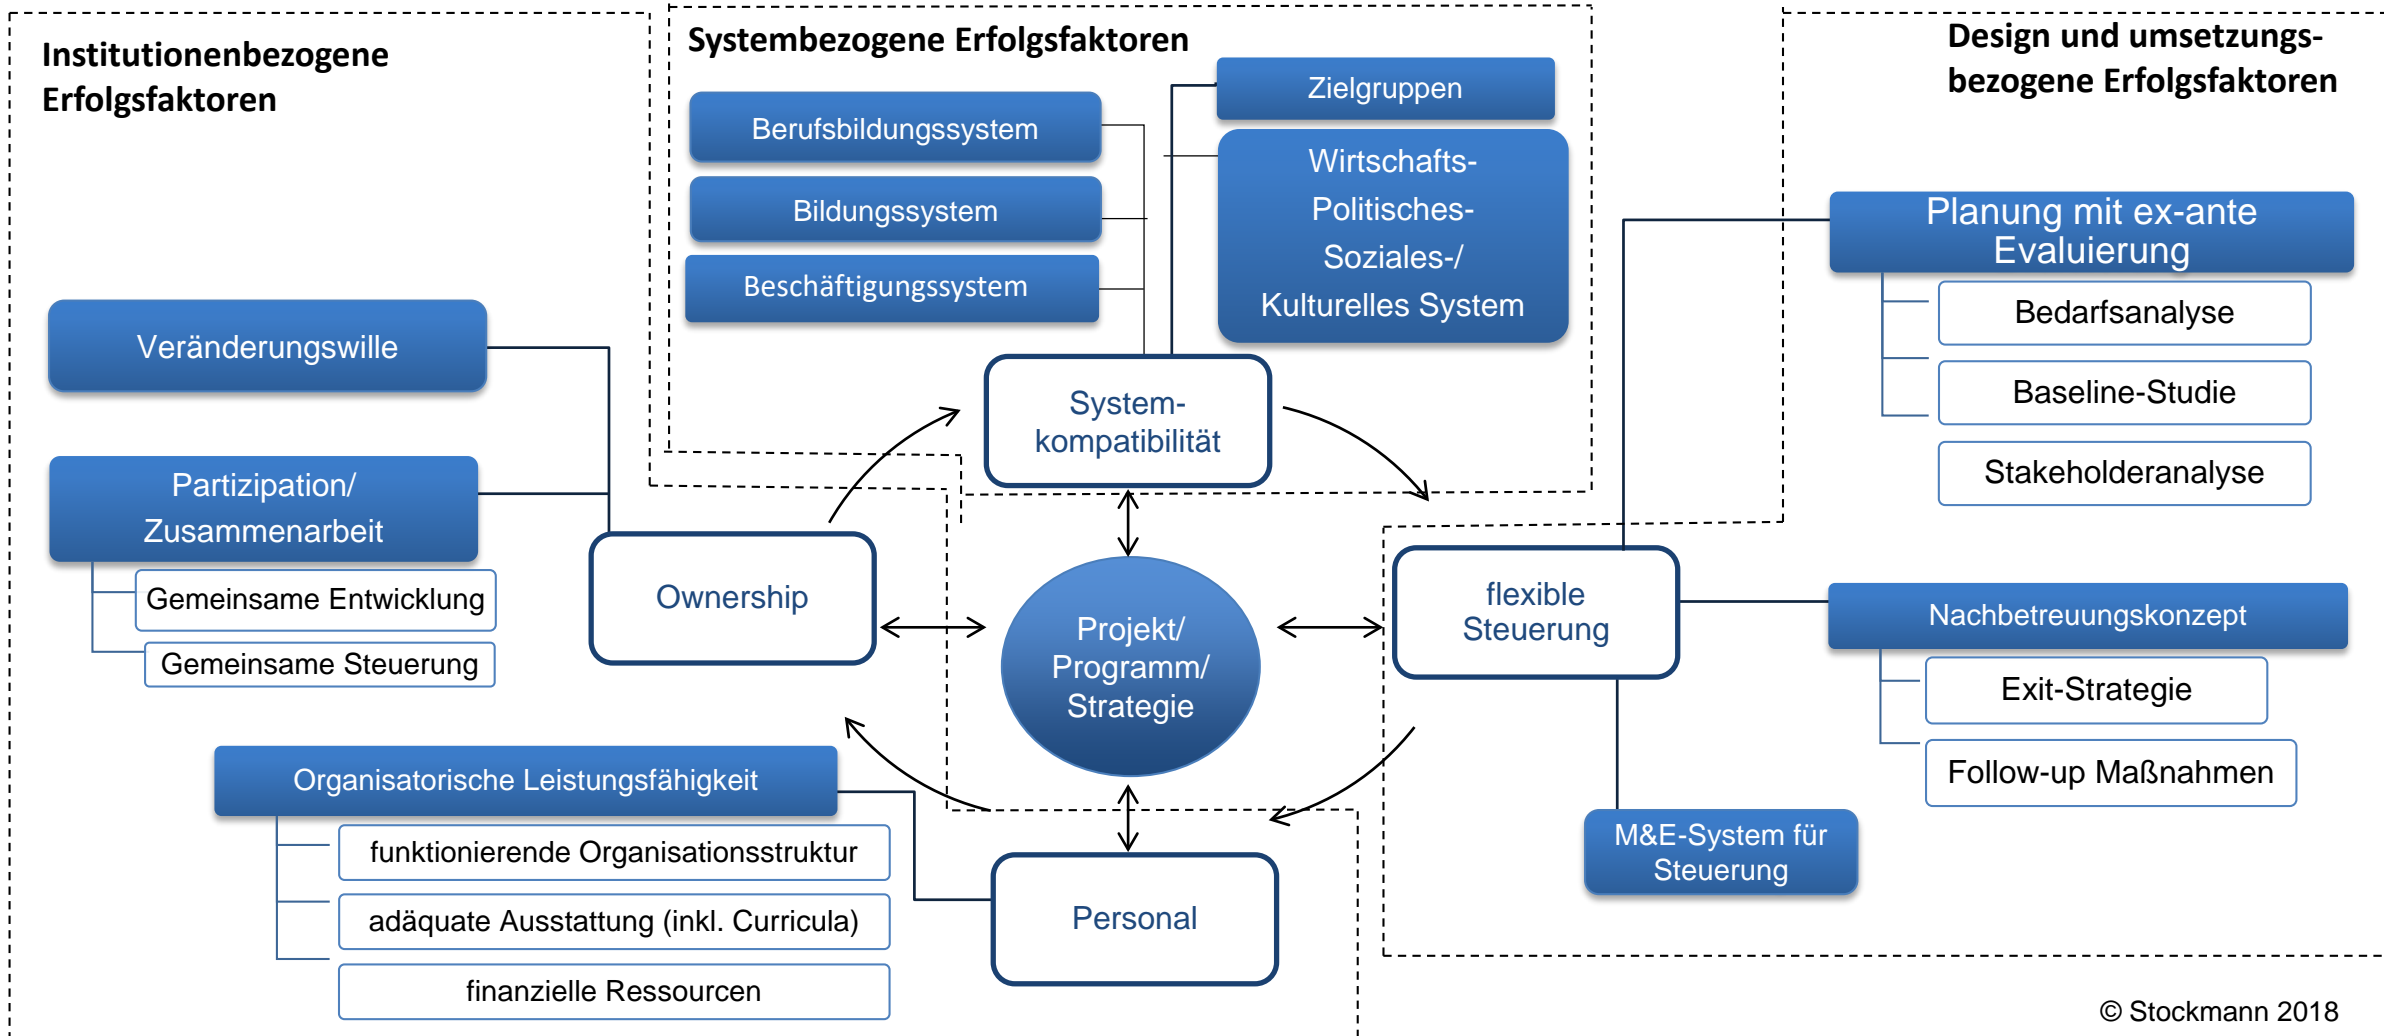 Institutionenbezogene
Erfolgsfaktoren
Systembezogene Erfolgsfaktoren
Design und umsetzungs-
bezogene Erfolgsfaktoren
Berufsbildungssystem
Bildungssystem
Beschäftigungssystem
Zielgruppen
Wirtschafts-
Politisches-
Soziales-/
Kulturelles System
Planung mit ex-ante
Evaluierung
Bedarfsanalyse
Baseline-Studie
Stakeholderanalyse
Veränderungswille
Partizipation/
Zusammenarbeit
Gemeinsame Entwicklung
Gemeinsame Steuerung
System-
kompatibilität
Ownership
Projekt/
Programm/
Strategie
flexible
Steuerung
Nachbetreuungskonzept
Exit-Strategie
Follow-up Maßnahmen
M&E-System für
Steuerung
Organisatorische Leistungsfähigkeit
funktionierende Organisationsstruktur
adäquate Ausstattung (inkl. Curricula)
finanzielle Ressourcen
Personal
© Stockmann 2018